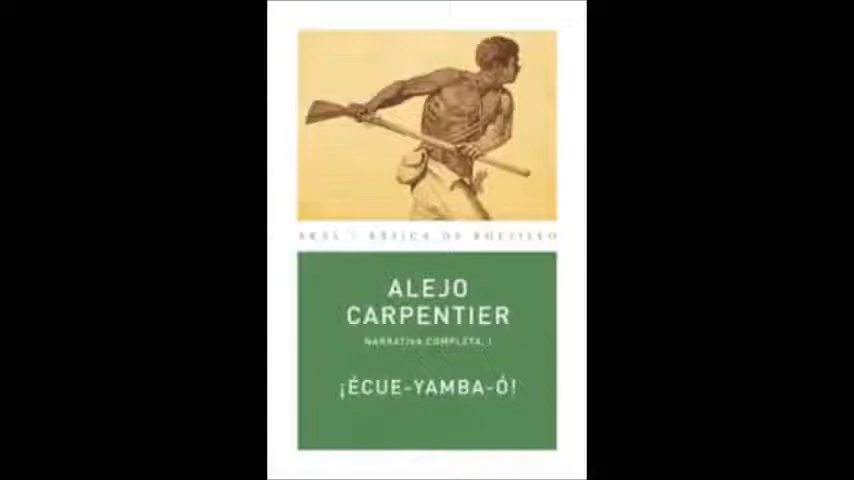 AKAL / BÁSICA DE BOLSILLO
ALEJO
CARPENTIER
NARRATIVA COMPLETA, I
¡ÉCUE-YAMBA-Ó!